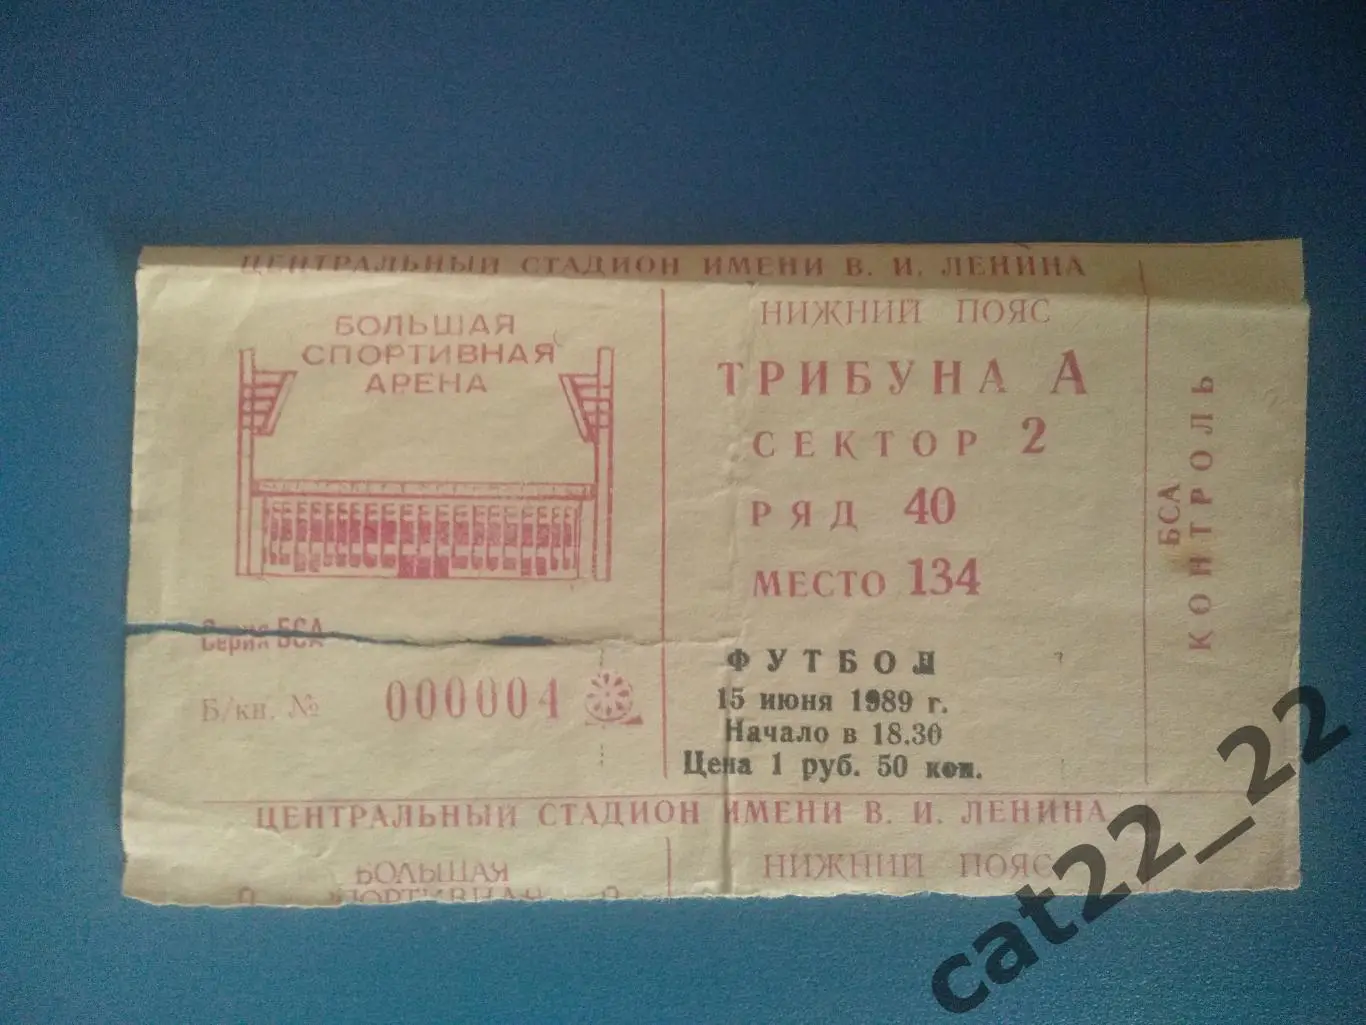 ЦЕНТРАЛЬНЫЙ СТАДИОН ИМЕНИ В. И. ЛЕНИНА
БОЛЬШАЯ
СПОРТИВНАЯ
АРЕНА
Серия БСА
Б/кн. № 000004
НИЖНИЙ ПОЯС
ТРИБУНА А
СЕКТОР 2
РЯД 40
МЕСТО 134
ФУТБОЛ
15 июня 1989 г.
Начало в 18.30
Цена 1 руб. 50 коп.
БСА
КОНТРОЛЬ
ЦЕНТРАЛЬНЫЙ СТАДИОН ИМЕНИ В. И. ЛЕНИНА
БОЛЬШАЯ
СПОРТИВНАЯ
НИЖНИЙ ПОЯС
cat22_22